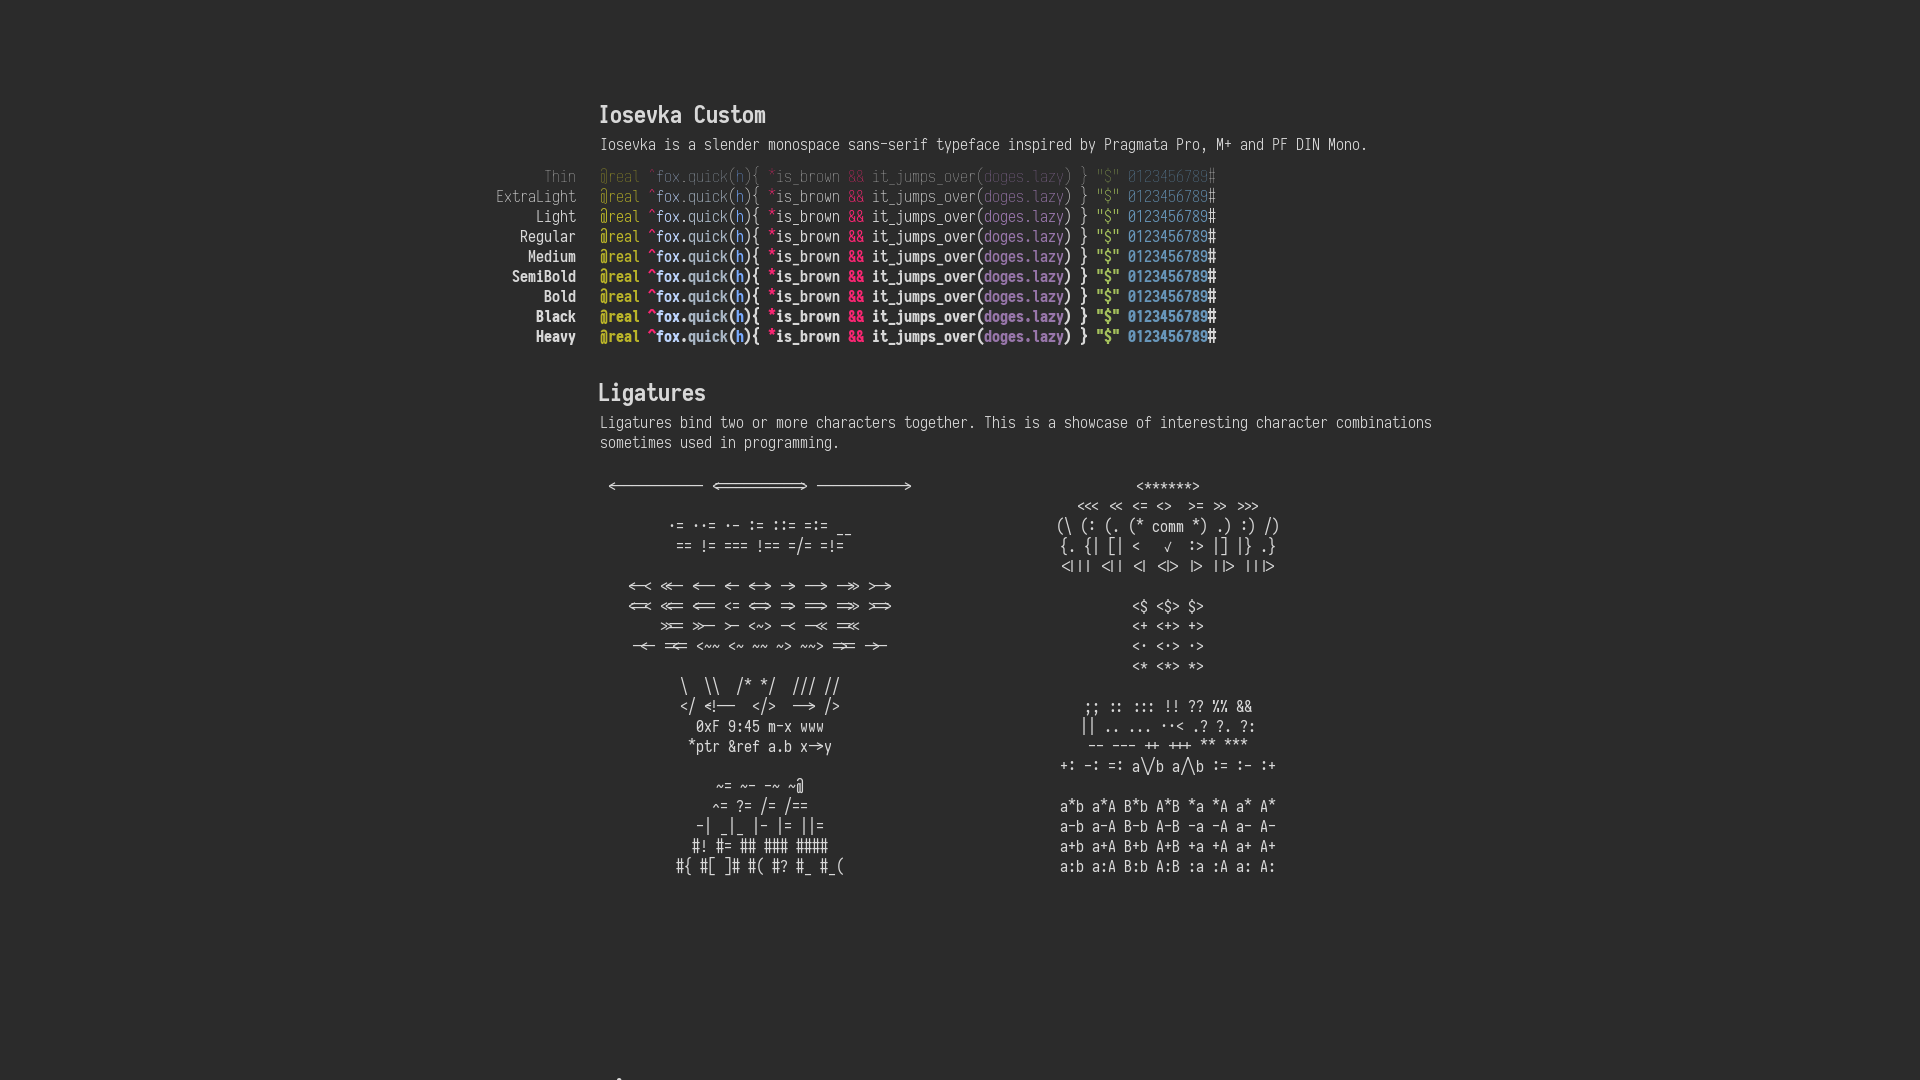 Iosevka Custom
Iosevka is a slender monospace sans-serif typeface inspired by Pragmata Pro, M+ and PF DIN Mono.
Thin @real ^fox.quick(h){ *is_brown && it_jumps_over(doges.lazy) } "$" 0123456789#
ExtraLight @real ^fox.quick(h){ *is_brown && it_jumps_over(doges.lazy) } "$" 0123456789#
Light @real ^fox.quick(h){ *is_brown && it_jumps_over(doges.lazy) } "$" 0123456789#
Regular @real ^fox.quick(h){ *is_brown && it_jumps_over(doges.lazy) } "$" 0123456789#
Medium @real ^fox.quick(h){ *is_brown && it_jumps_over(doges.lazy) } "$" 0123456789#
SemiBold @real ^fox.quick(h){ *is_brown && it_jumps_over(doges.lazy) } "$" 0123456789#
Bold @real ^fox.quick(h){ *is_brown && it_jumps_over(doges.lazy) } "$" 0123456789#
Black @real ^fox.quick(h){ *is_brown && it_jumps_over(doges.lazy) } "$" 0123456789#
Heavy @real ^fox.quick(h){ *is_brown && it_jumps_over(doges.lazy) } "$" 0123456789#
Ligatures
Ligatures bind two or more characters together. This is a showcase of interesting character combinations
sometimes used in programming.
<----------- <==========> ----------->
·= ··= ·- := ::= =:= __
== != === !== =/= =!=
<-< <<- <-- <- <-> -> --> ->> >->
<=< <<= <== <= <=> => ==> =>> >=>
>>= >>- >- <~> -< -<< =<<
-<- =<= <~~ <~ ~~ ~> ~~> =>= ->-
\ \\ /* */ /// //
</ <!-- </> --> />
0xF 9:45 m-x www
*ptr &ref a.b x->y
~= ~- -~ ~@
^= ?= /= /==
-| _|_ |- |= ||=
#! #= ## ### ####
#{ #[ ]# #( #? #_ #_(
<******>
<<< << <= <> >= >> >>>
(\ (: (. (* comm *) .) :) /)
{. {| [| < √ :> |] |} .}
<||| <|| <| <|> |> ||> |||>
<$ <$> $>
<+ <+> +>
<· <·> ·>
<* <*> *>
;; :: ::: !! ?? %% &&
|| .. ... ··< .? ?. ?:
-- --- ++ +++ ** ***
+: -: =: a\/b a/\b := :- :+
a*b a*A B*b A*B *a *A a* A*
a-b a-A B-b A-B -a -A a- A-
a+b a+A B+b A+B +a +A a+ A+
a:b a:A B:b A:B :a :A a: A: